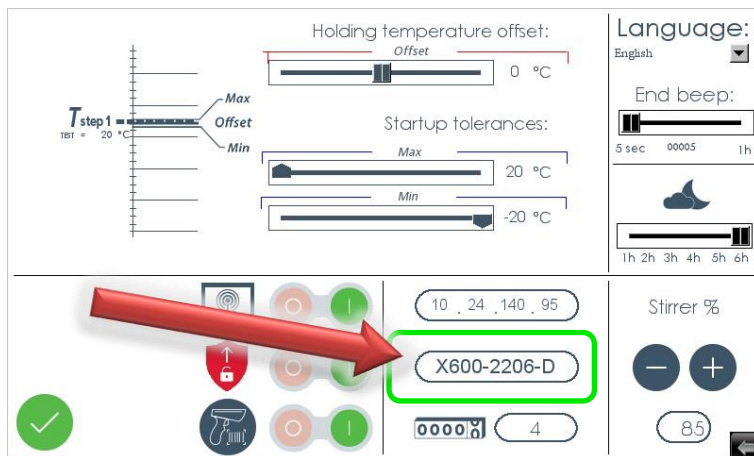 Holding temperature offset:
Offset
0 °C
Max
Offset
Min
T step 1
TBT = 20 °C
Startup tolerances:
Max
20 °C
Min
-20 °C
Language:
English
End beep:
5 sec 00005 1h
1h 2h 3h 4h 5h 6h
O I
10 . 24 .140 . 95
O I
X600-2206-D
O I
00008
4
Stirrer %
85